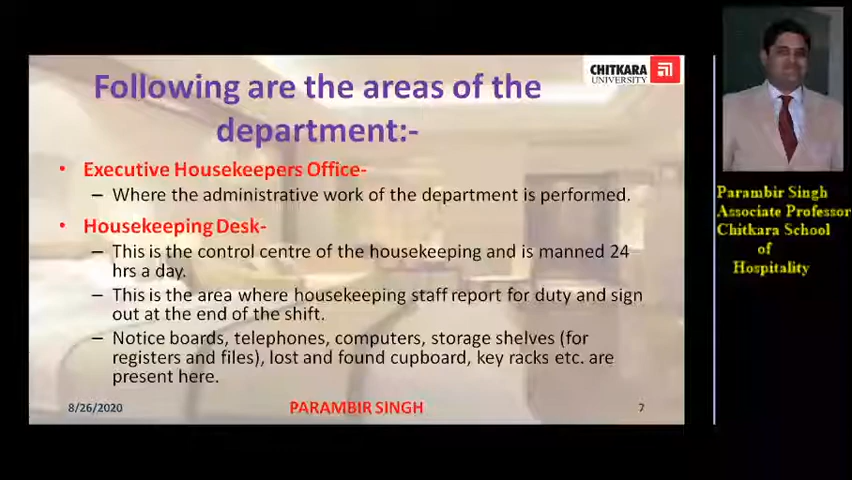 Following are the areas of the
department:-
CHITKARA
UNIVERSITY
• Executive Housekeepers Office-
– Where the administrative work of the department is performed.
• Housekeeping Desk-
– This is the control centre of the housekeeping and is manned 24
hrs a day.
– This is the area where housekeeping staff report for duty and sign
out at the end of the shift.
– Notice boards, telephones, computers, storage shelves (for
registers and files), lost and found cupboard, key racks etc. are
present here.
8/26/2020
PARAMBIR SINGH
7
Parambir Singh
Associate Professor
Chitkara School
of
Hospitality